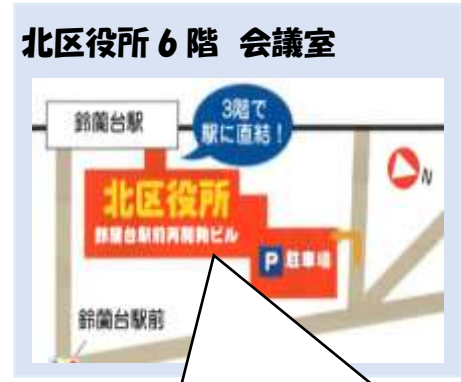 北区役所6階 会議室
鈴蘭台駅
3階で
駅に直結!
北区役所
鈴蘭台駅前再開発ビル
P 駐車場
N
鈴蘭台駅前